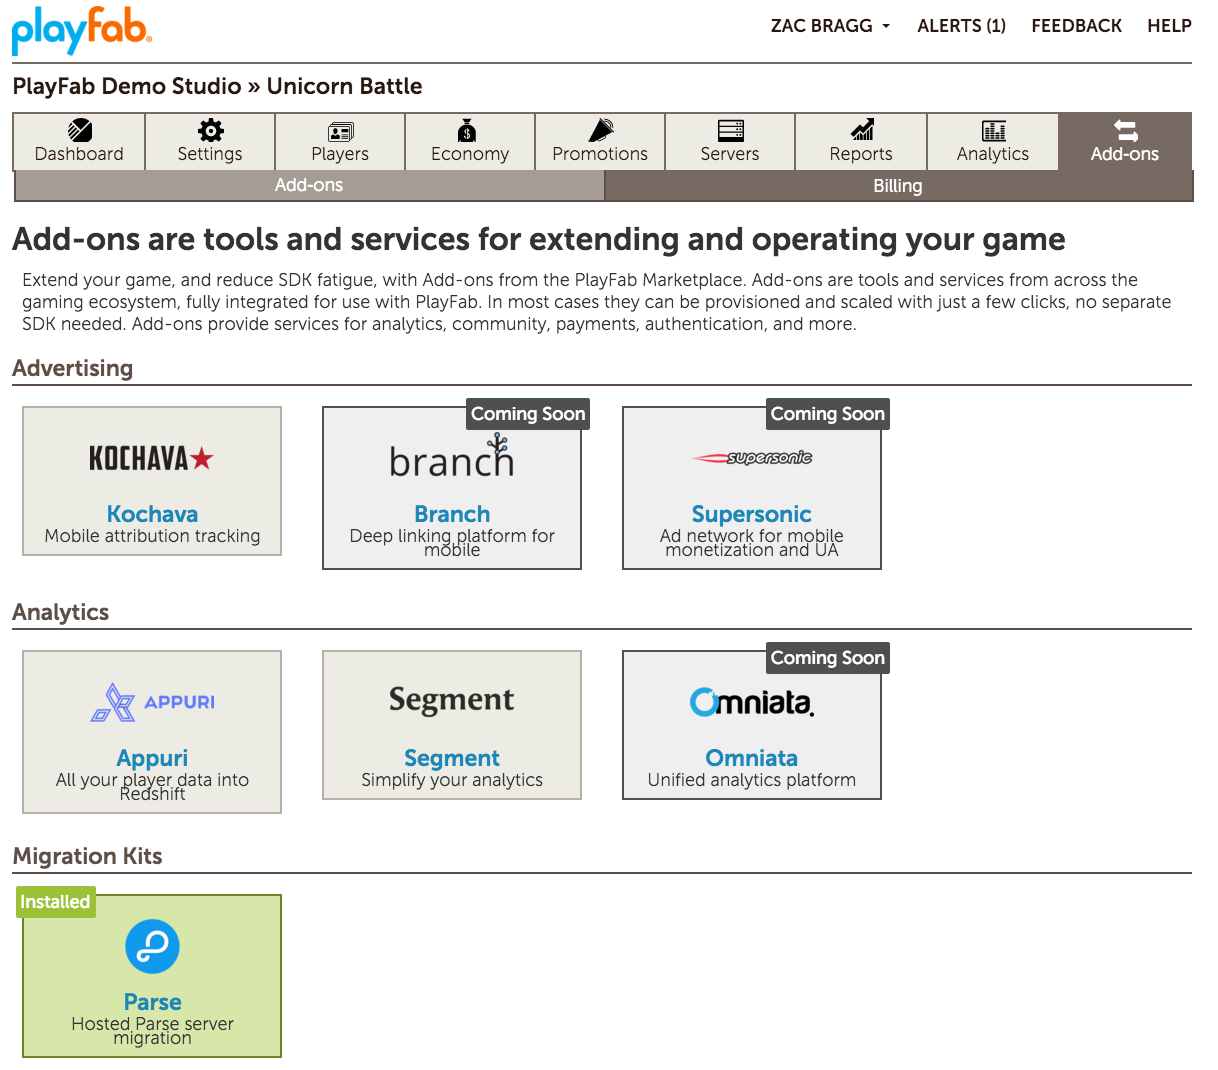 playfab
ZAC BRAGG ALERTS (1) FEEDBACK HELP
PlayFab Demo Studio » Unicorn Battle
Dashboard Settings Players Economy Promotions Servers Reports Analytics Add-ons
Add-ons Billing
Add-ons are tools and services for extending and operating your game
Extend your game, and reduce SDK fatigue, with Add-ons from the PlayFab Marketplace. Add-ons are tools and services from across the
gaming ecosystem, fully integrated for use with PlayFab. In most cases they can be provisioned and scaled with just a few clicks, no separate
SDK needed. Add-ons provide services for analytics, community, payments, authentication, and more.
Advertising
KOCHAVA
Kochava
Mobile attribution tracking
Coming Soon
branch
Branch
Deep linking platform for
mobile
Coming Soon
supersonic
Supersonic
Ad network for mobile
monetization and UA
Analytics
APPURI
Appuri
All your player data into
Redshift
Segment
Segment
Simplify your analytics
Coming Soon
Omniata.
Omniata
Unified analytics platform
Migration Kits
Installed
Parse
Hosted Parse server
migration